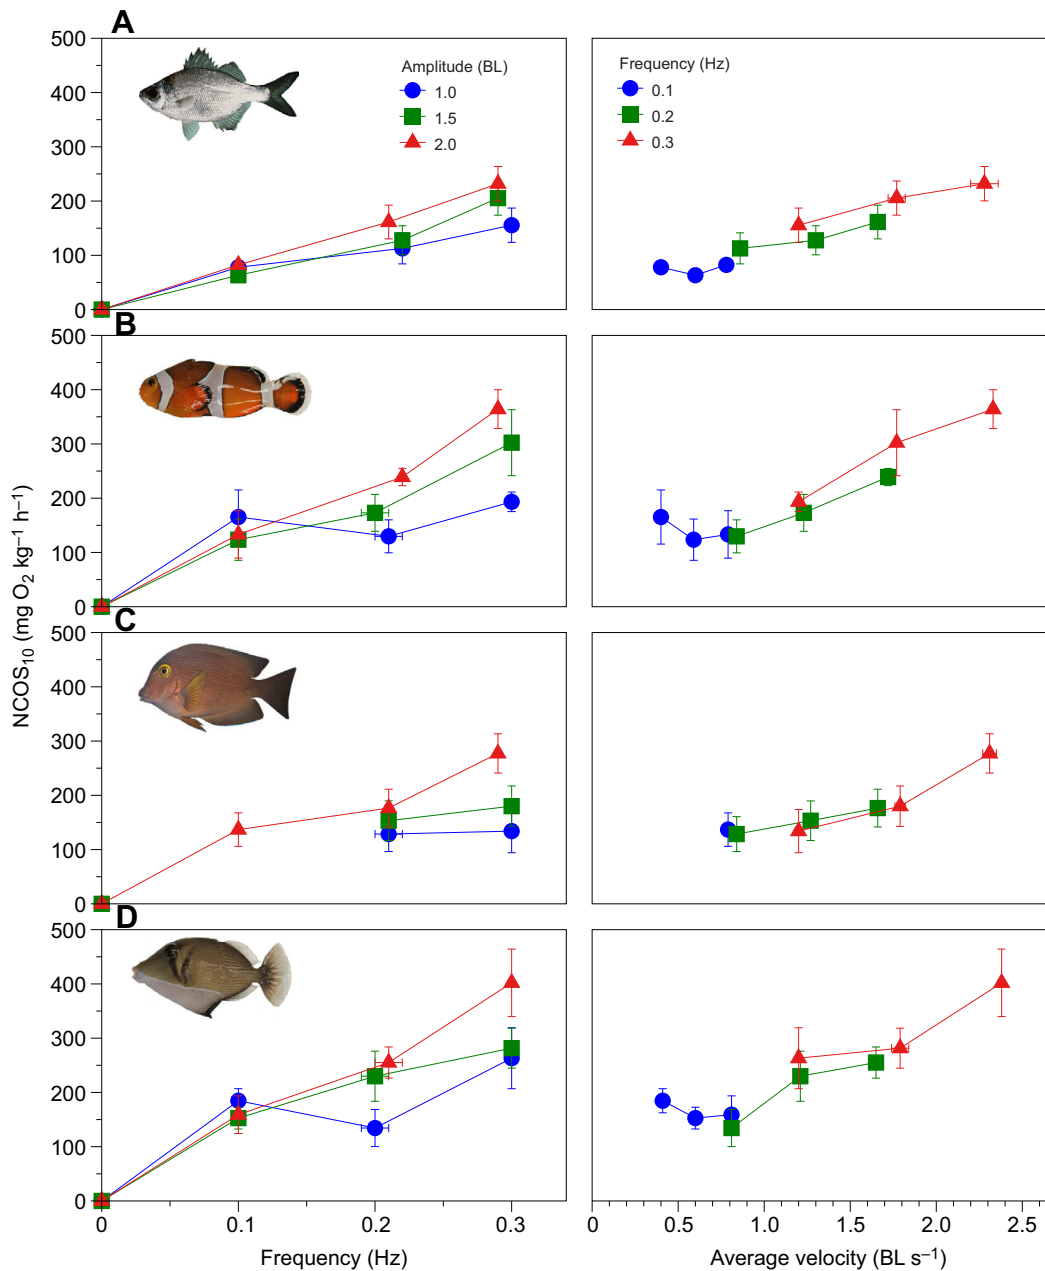 A
500
400
300
200
100
0
Amplitude (BL)
1.0
1.5
2.0
Frequency (Hz)
0.1
0.2
0.3
B
500
400
300
200
100
0
C
500
400
300
200
100
0
D
500
400
300
200
100
0
NCOS₁₀ (mg O₂ kg⁻¹ h⁻¹)
0 0.1 0.2 0.3
Frequency (Hz)
0 0.5 1.0 1.5 2.0 2.5
Average velocity (BL s⁻¹)